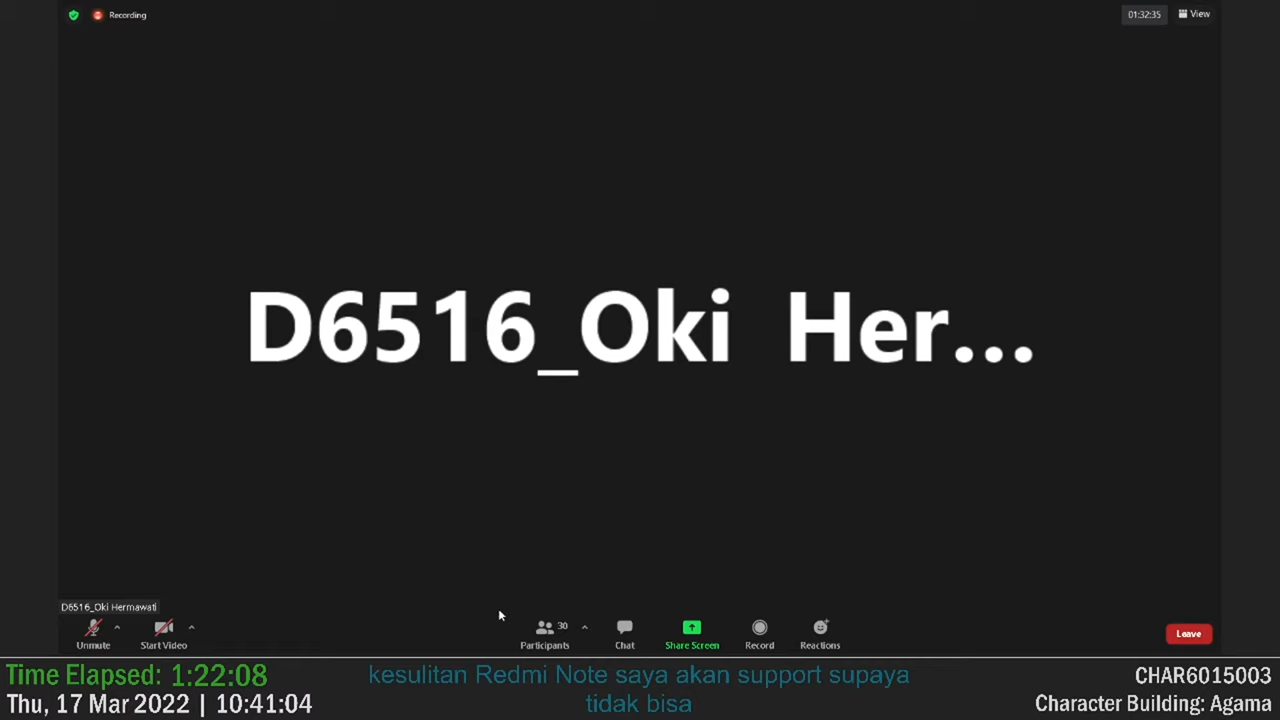 Recording
01:32:35
View
D6516_Oki Her...
D6516_Oki Hermawati
Unmute
Start Video
30
Participants
Chat
Share Screen
Record
Reactions
Leave
Time Elapsed: 1:22:08
Thu, 17 Mar 2022 | 10:41:04
kesulitan Redmi Note saya akan support supaya
tidak bisa
CHAR6015003
Character Building: Agama